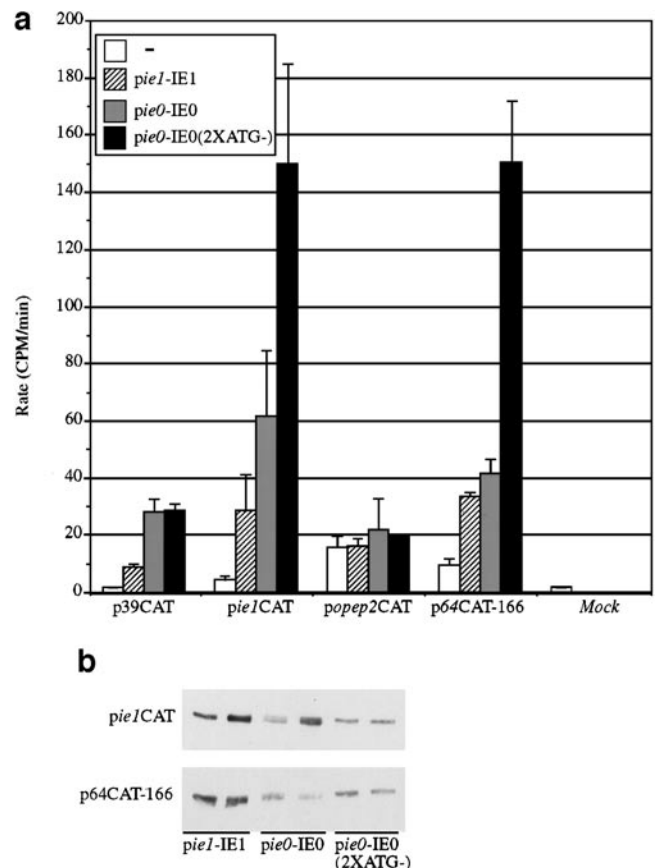 a
200
180
160
140
120
100
80
60
40
20
0
Rate (CPM/min)
-
pie1-IE1
pie0-IE0
pie0-IE0(2XATG-)
p39CAT pie1CAT popep2CAT p64CAT-166 Mock
b
pie1CAT
p64CAT-166
pie1-IE1 pie0-IE0 pie0-IE0
(2XATG-)